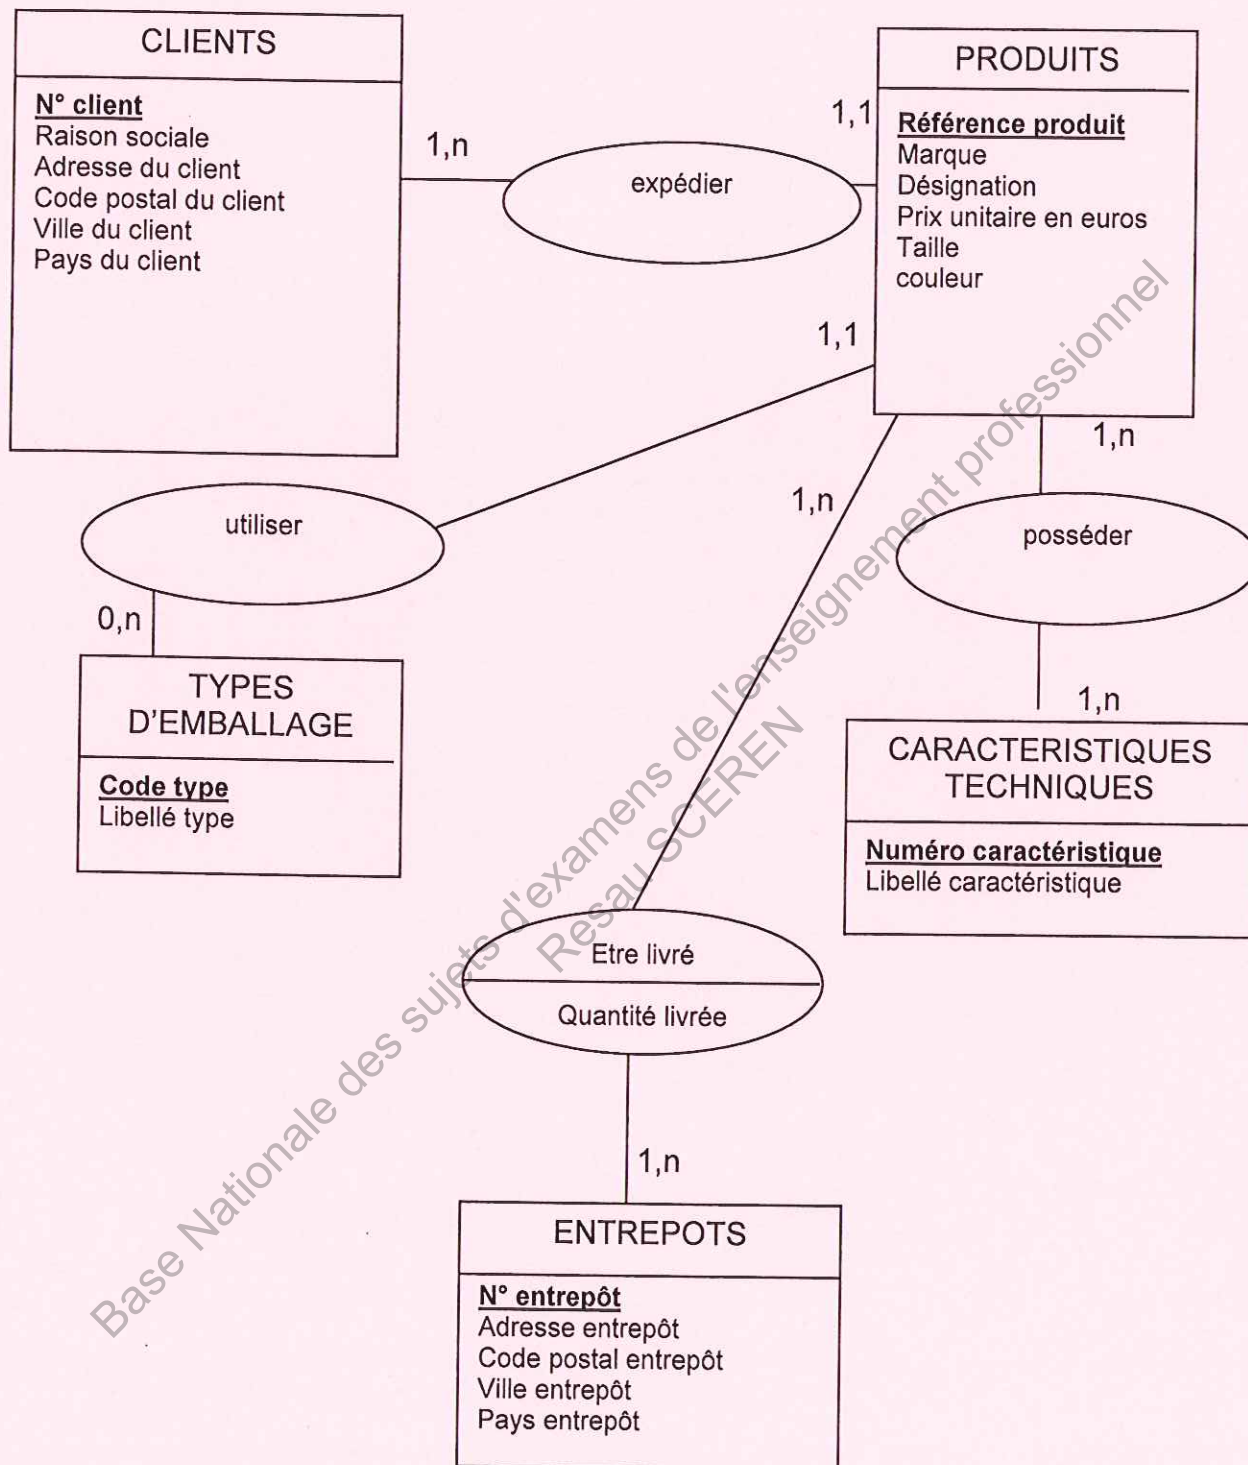 CLIENTS
N° client
Raison sociale
Adresse du client
Code postal du client
Ville du client
Pays du client
1,n
expédier
1,1
PRODUITS
Référence produit
Marque
Désignation
Prix unitaire en euros
Taille
couleur
1,1
utiliser
0,n
TYPES
D'EMBALLAGE
Code type
Libellé type
1,n
1,n
posséder
1,n
CARACTERISTIQUES
TECHNIQUES
Numéro caractéristique
Libellé caractéristique
Etre livré
Quantité livrée
1,n
ENTREPOTS
N° entrepôt
Adresse entrepôt
Code postal entrepôt
Ville entrepôt
Pays entrepôt
Base Nationale des sujets d'examens de l'enseignement professionnel
Resau SCEREN